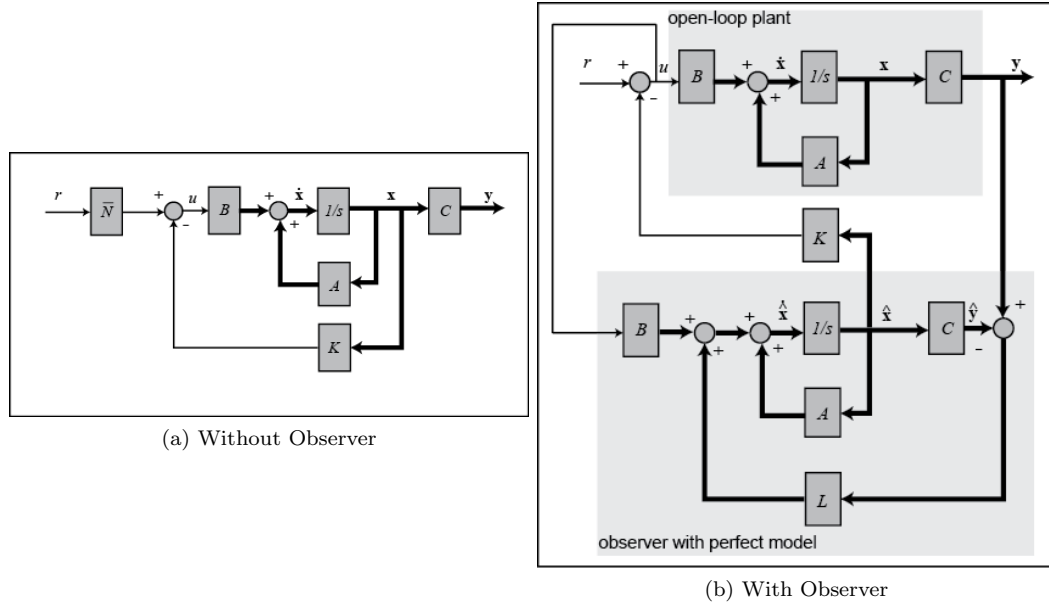 r N̅ + - u B + + ẋ 1/s x C y
A
K
(a) Without Observer
open-loop plant
r + - u B + + ẋ 1/s x C y
A
K
B + + + + x̂̇ 1/s x̂ C ŷ + -
A
L
observer with perfect model
(b) With Observer